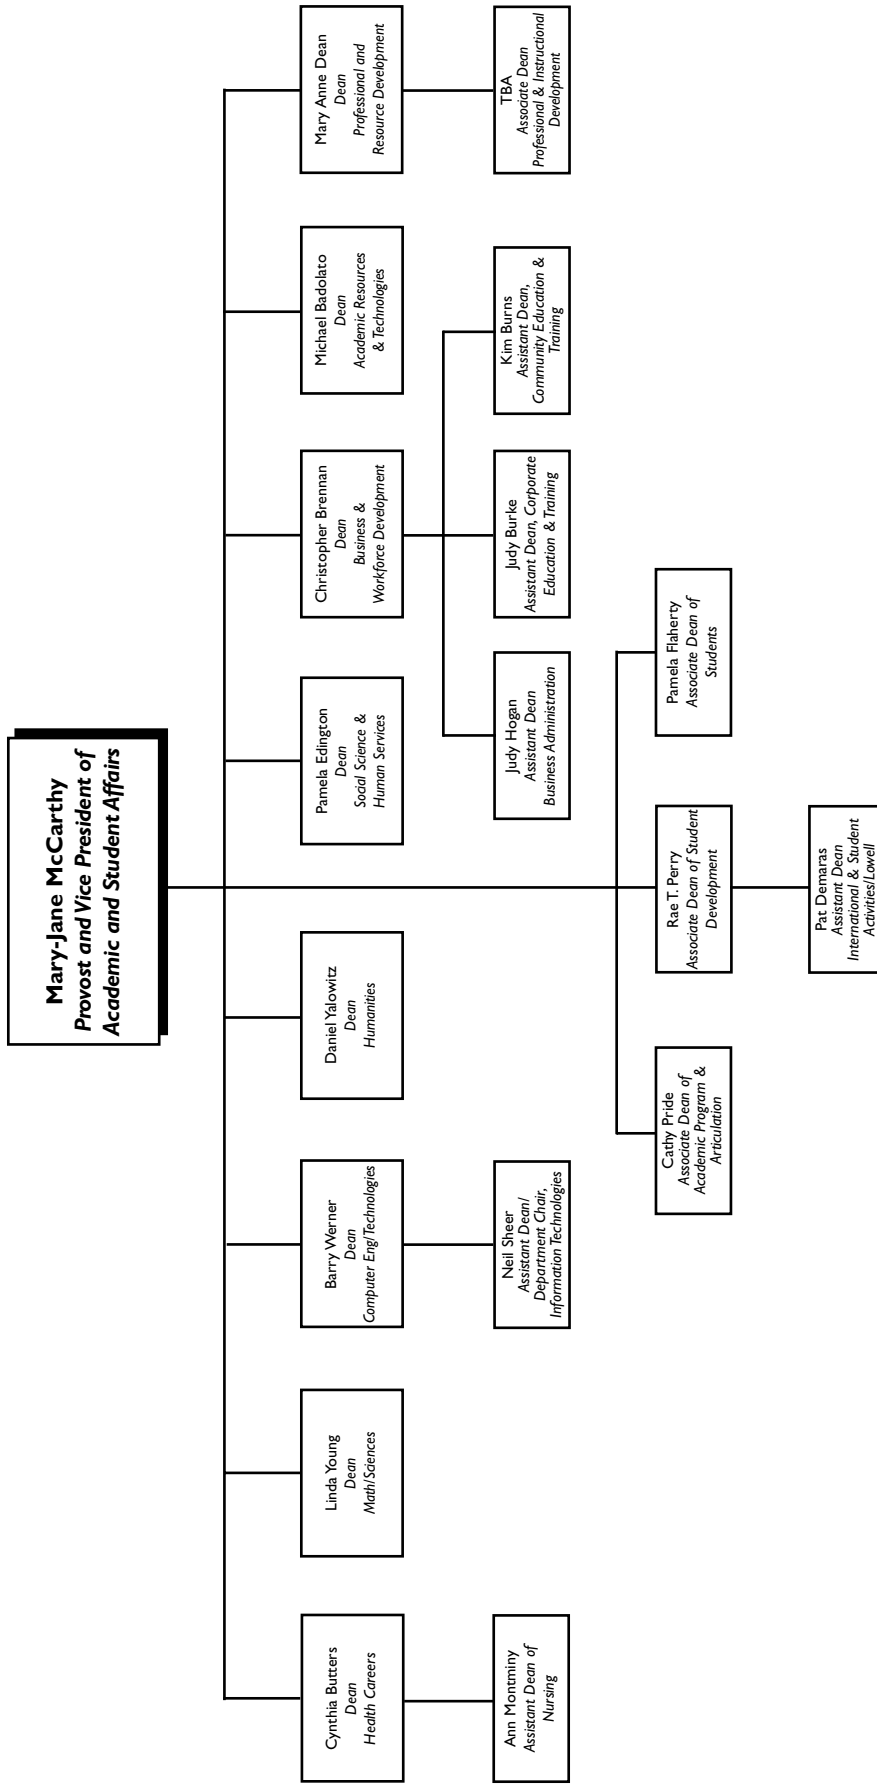 Mary-Jane McCarthy
Provost and Vice President of
Academic and Student Affairs
Cynthia Butters
Dean
Health Careers
Linda Young
Dean
Math/Sciences
Barry Werner
Dean
Computer Eng/Technologies
Daniel Yalowitz
Dean
Humanities
Pamela Edington
Dean
Social Science &
Human Services
Christopher Brennan
Dean
Business &
Workforce Development
Michael Badolato
Dean
Academic Resources
& Technologies
Mary Anne Dean
Dean
Professional and
Resource Development
Ann Montminy
Assistant Dean of
Nursing
Neil Sheer
Assistant Dean/
Department Chair,
Information Technologies
Judy Hogan
Assistant Dean
Business Administration
Judy Burke
Assistant Dean, Corporate
Education & Training
Kim Burns
Assistant Dean,
Community Education &
Training
TBA
Associate Dean
Professional & Instructional
Development
Cathy Pride
Associate Dean of
Academic Program &
Articulation
Rae T. Perry
Associate Dean of Student
Development
Pamela Flaherty
Associate Dean of
Students
Pat Demaras
Assistant Dean
International & Student
Activities/Lowell